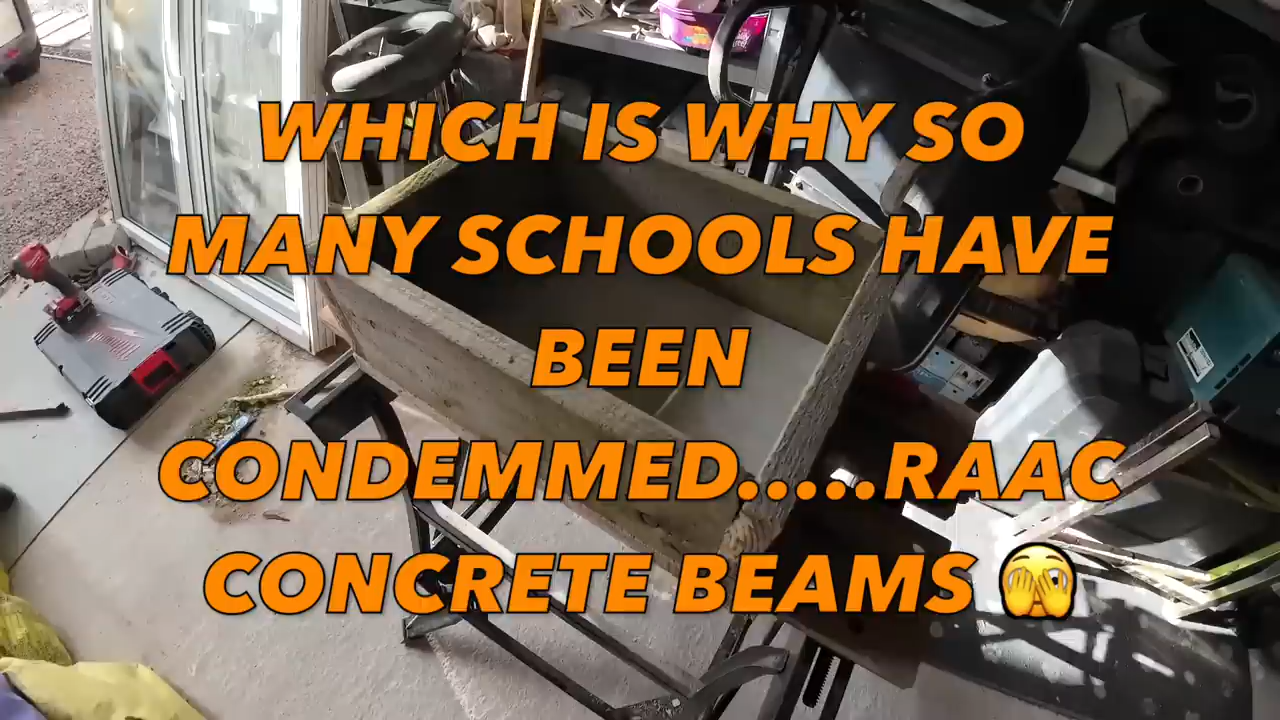 WHICH IS WHY SO
MANY SCHOOLS HAVE
BEEN
CONDEMMED.....RAAC
CONCRETE BEAMS 🫣